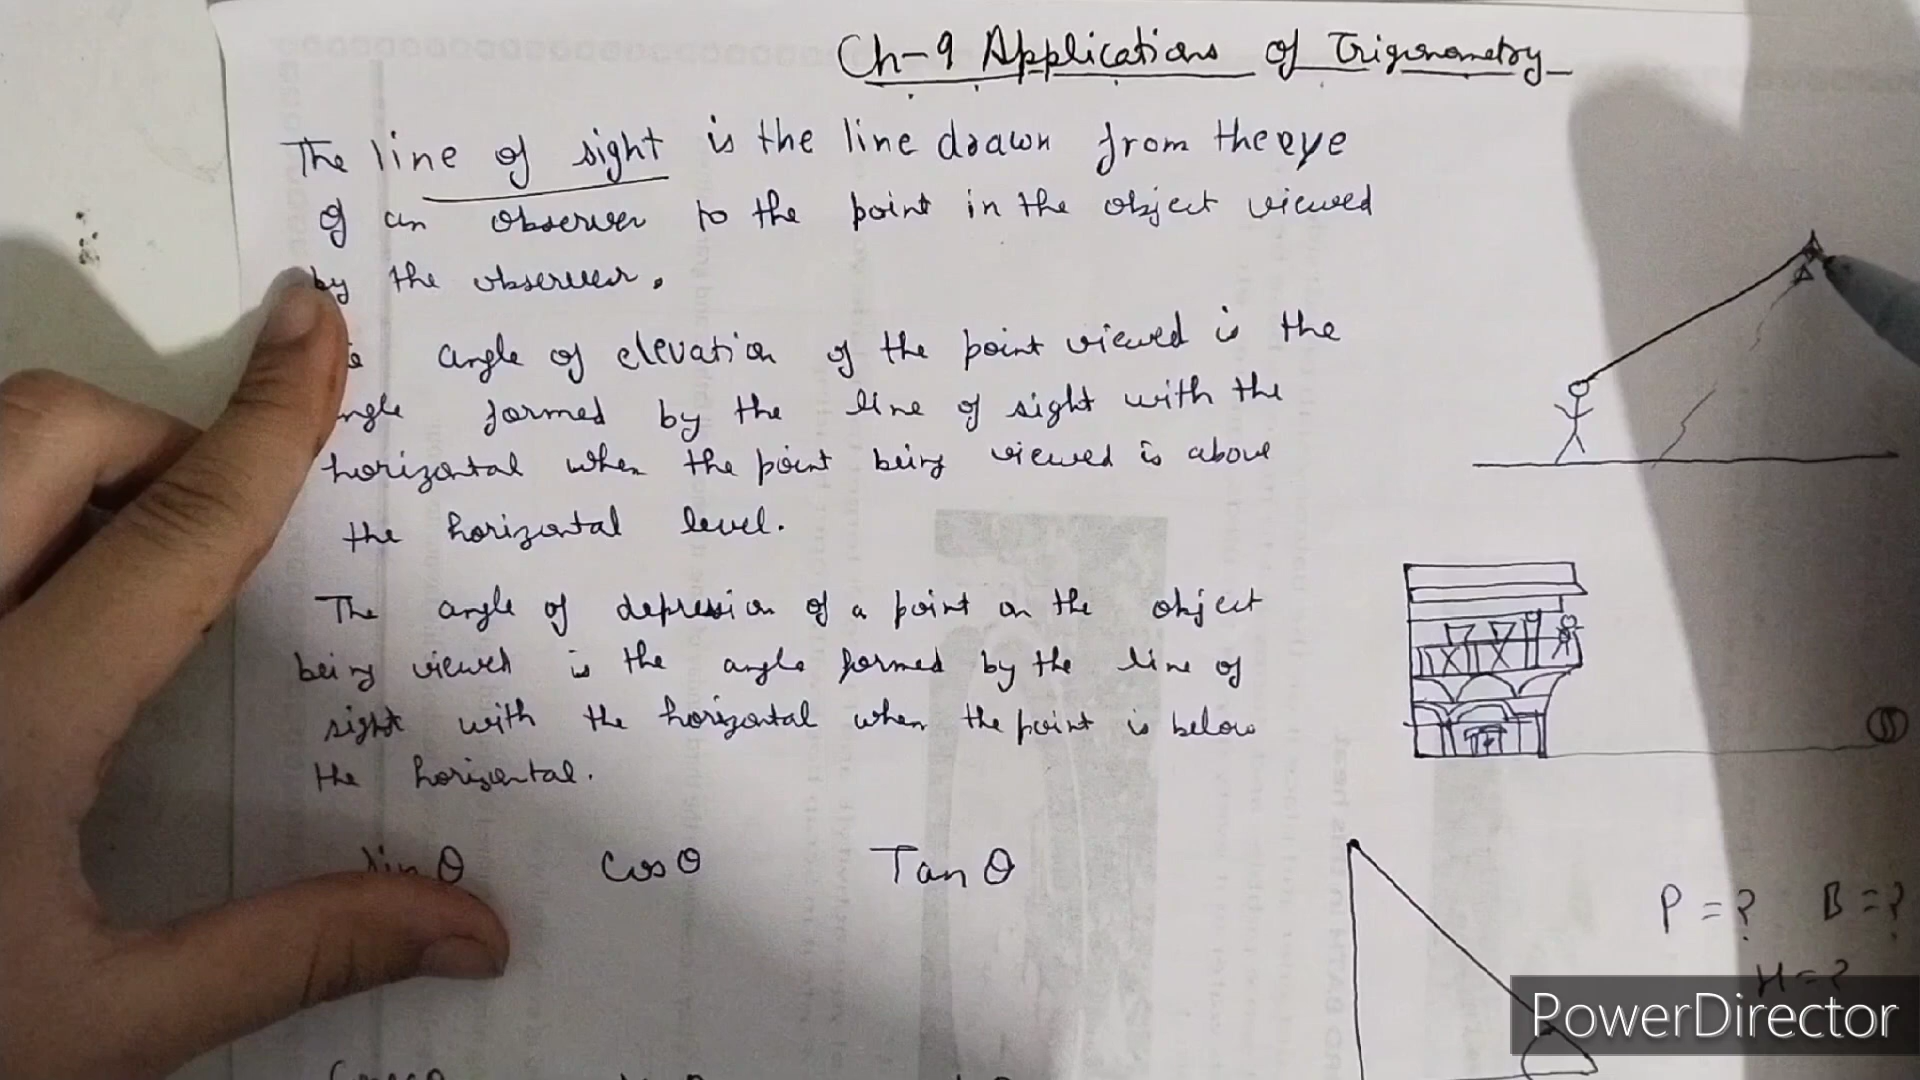 Ch-9 Applications of Trigonometry
The line of sight is the line drawn from the eye
of an observer to the point in the object viewed
by the observer.
angle of elevation of the point viewed is the
ngle formed by the line of sight with the
horizontal when the point being viewed is above
the horizontal level.
The angle of depression of a point on the object
being viewed is the angle formed by the line of
sight with the horizontal when the point is below
the horizontal.
sin θ cos θ Tan θ
P = ? B = ?
H = ?
PowerDirector